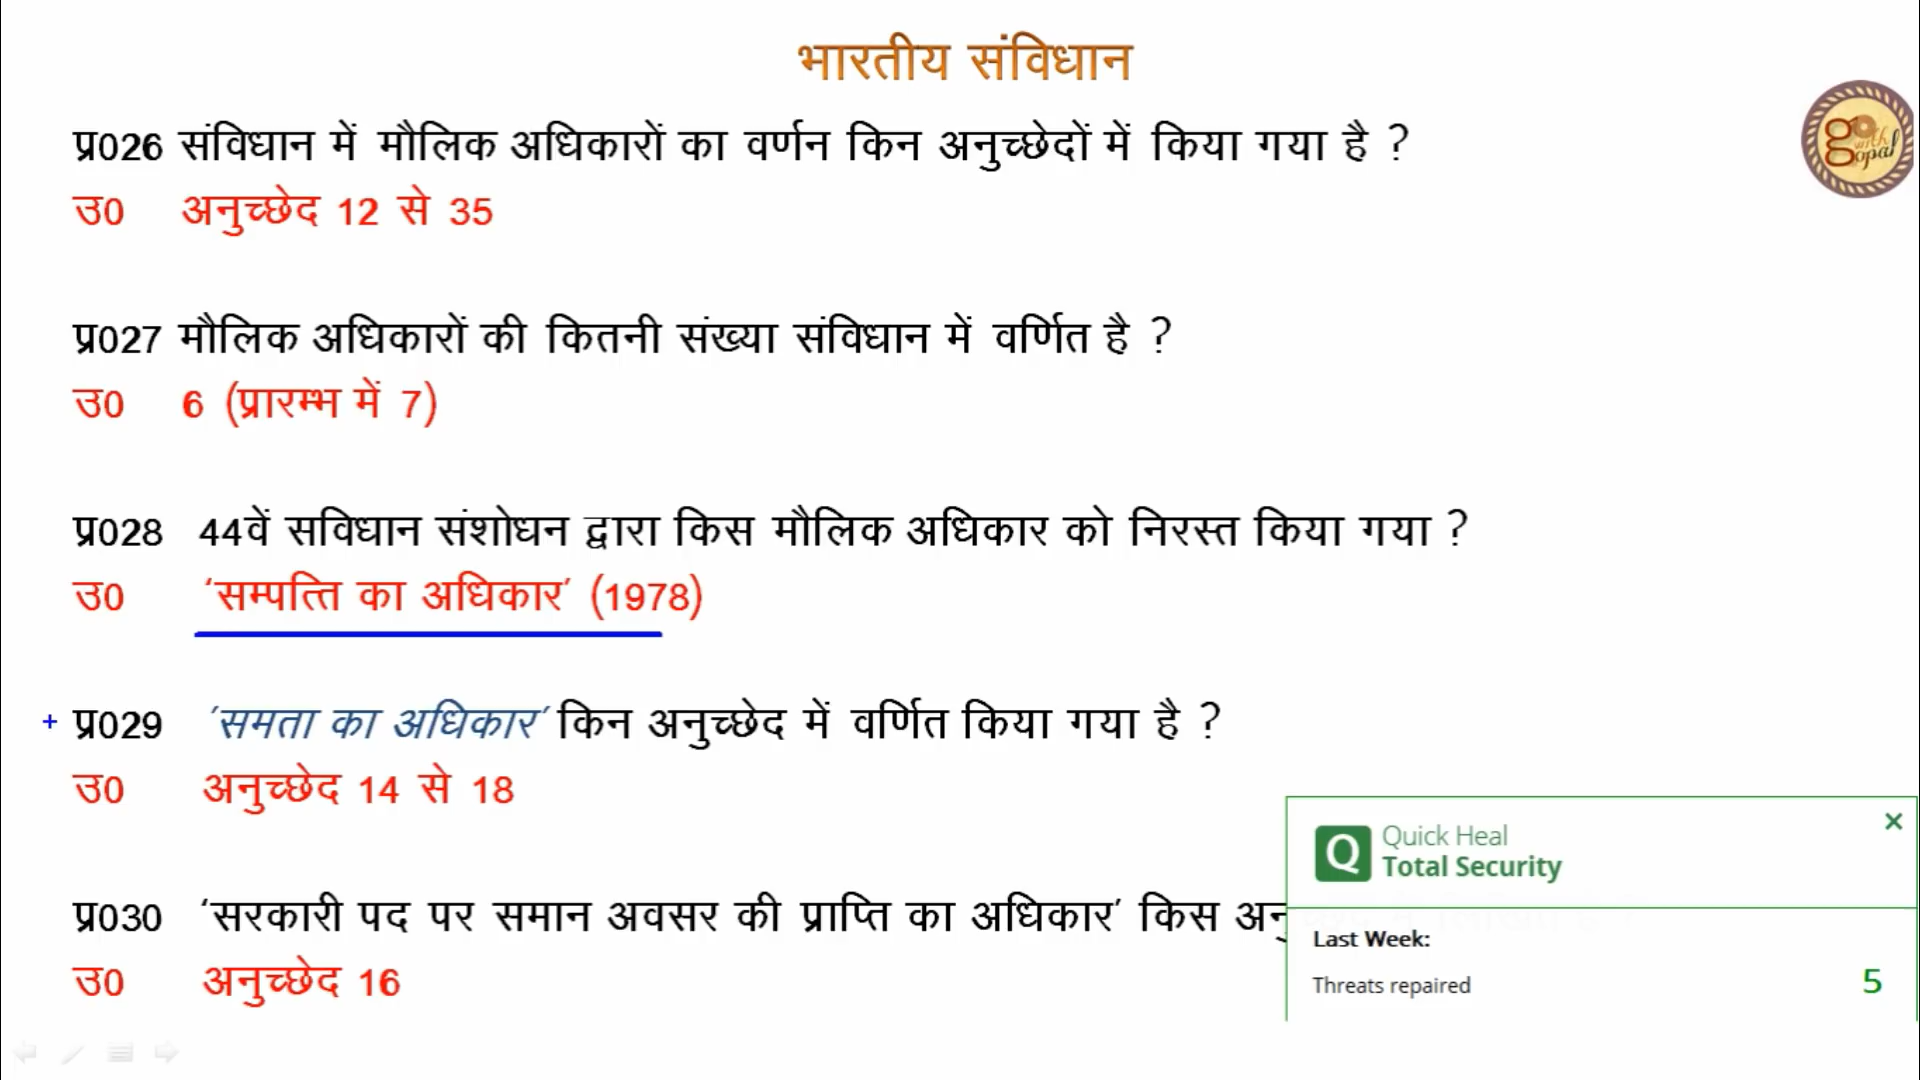 भारतीय संविधान
go with gopal
प्र026 संविधान में मौलिक अधिकारों का वर्णन किन अनुच्छेदों में किया गया है ?
उ0 अनुच्छेद 12 से 35
प्र027 मौलिक अधिकारों की कितनी संख्या संविधान में वर्णित है ?
उ0 6 (प्रारम्भ में 7)
प्र028 44वें सविधान संशोधन द्वारा किस मौलिक अधिकार को निरस्त किया गया ?
उ0 ‘सम्पत्ति का अधिकार’ (1978)
+ प्र029 ‘समता का अधिकार’ किन अनुच्छेद में वर्णित किया गया है ?
उ0 अनुच्छेद 14 से 18
प्र030 ‘सरकारी पद पर समान अवसर की प्राप्ति का अधिकार’ किस
उ0 अनुच्छेद 16
Quick Heal
Total Security
Last Week:
Threats repaired 5